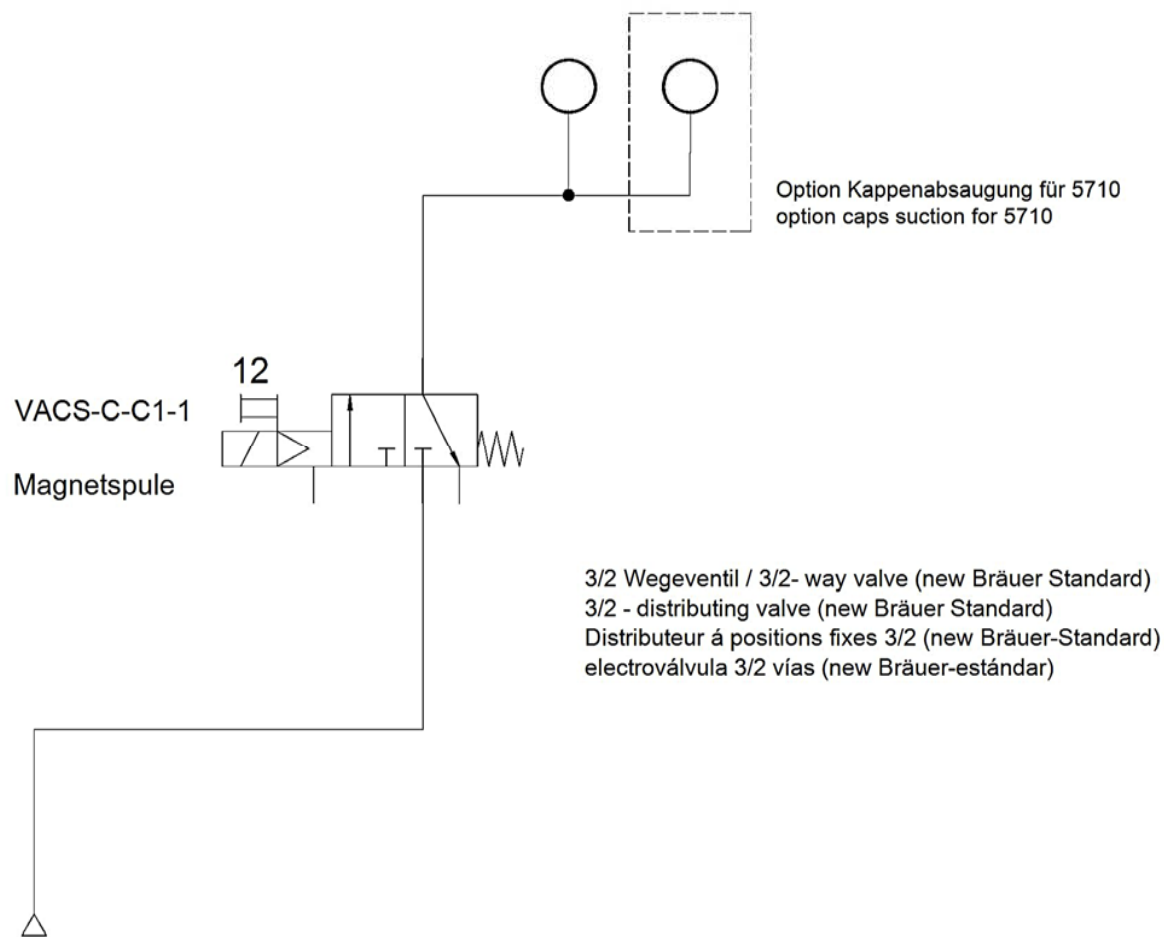 Option Kappenabsaugung für 5710
option caps suction for 5710
12
VACS-C-C1-1
Magnetspule
3/2 Wegeventil / 3/2- way valve (new Bräuer Standard)
3/2 - distributing valve (new Bräuer Standard)
Distributeur á positions fixes 3/2 (new Bräuer-Standard)
electroválvula 3/2 vías (new Bräuer-estándar)